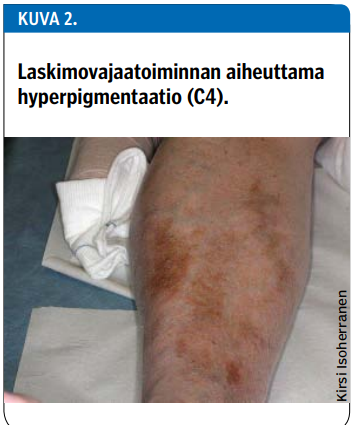 KUVA 2.
Laskimovajaatoiminnan aiheuttama
hyperpigmentaatio (C4).
Kirsi Isoherranen